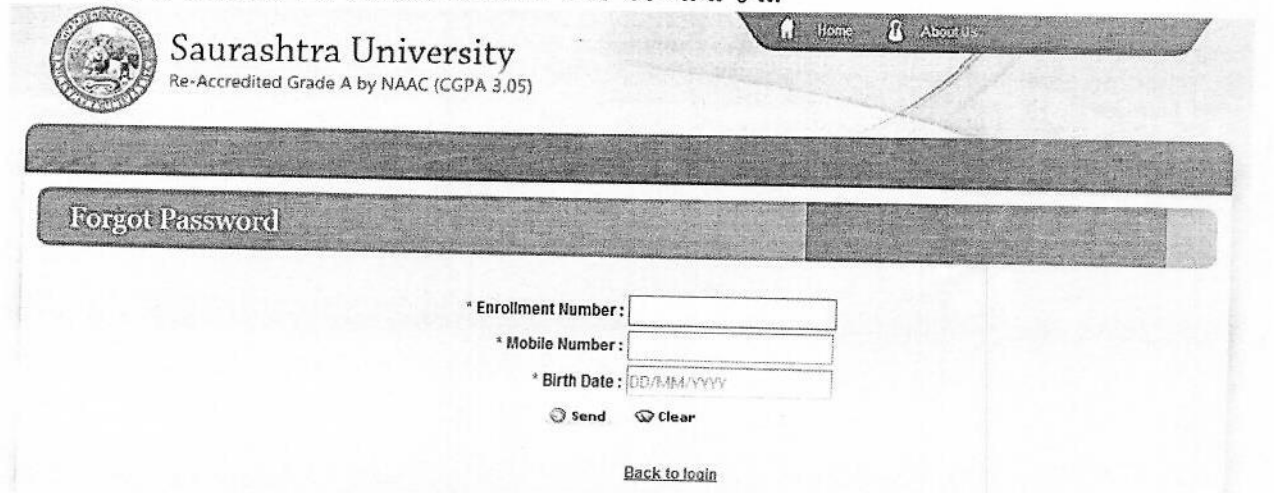 Home About Us
Saurashtra University
Re-Accredited Grade A by NAAC (CGPA 3.05)
Forgot Password
* Enrollment Number :
* Mobile Number :
* Birth Date : DD/MM/YYYY
Send Clear
Back to login